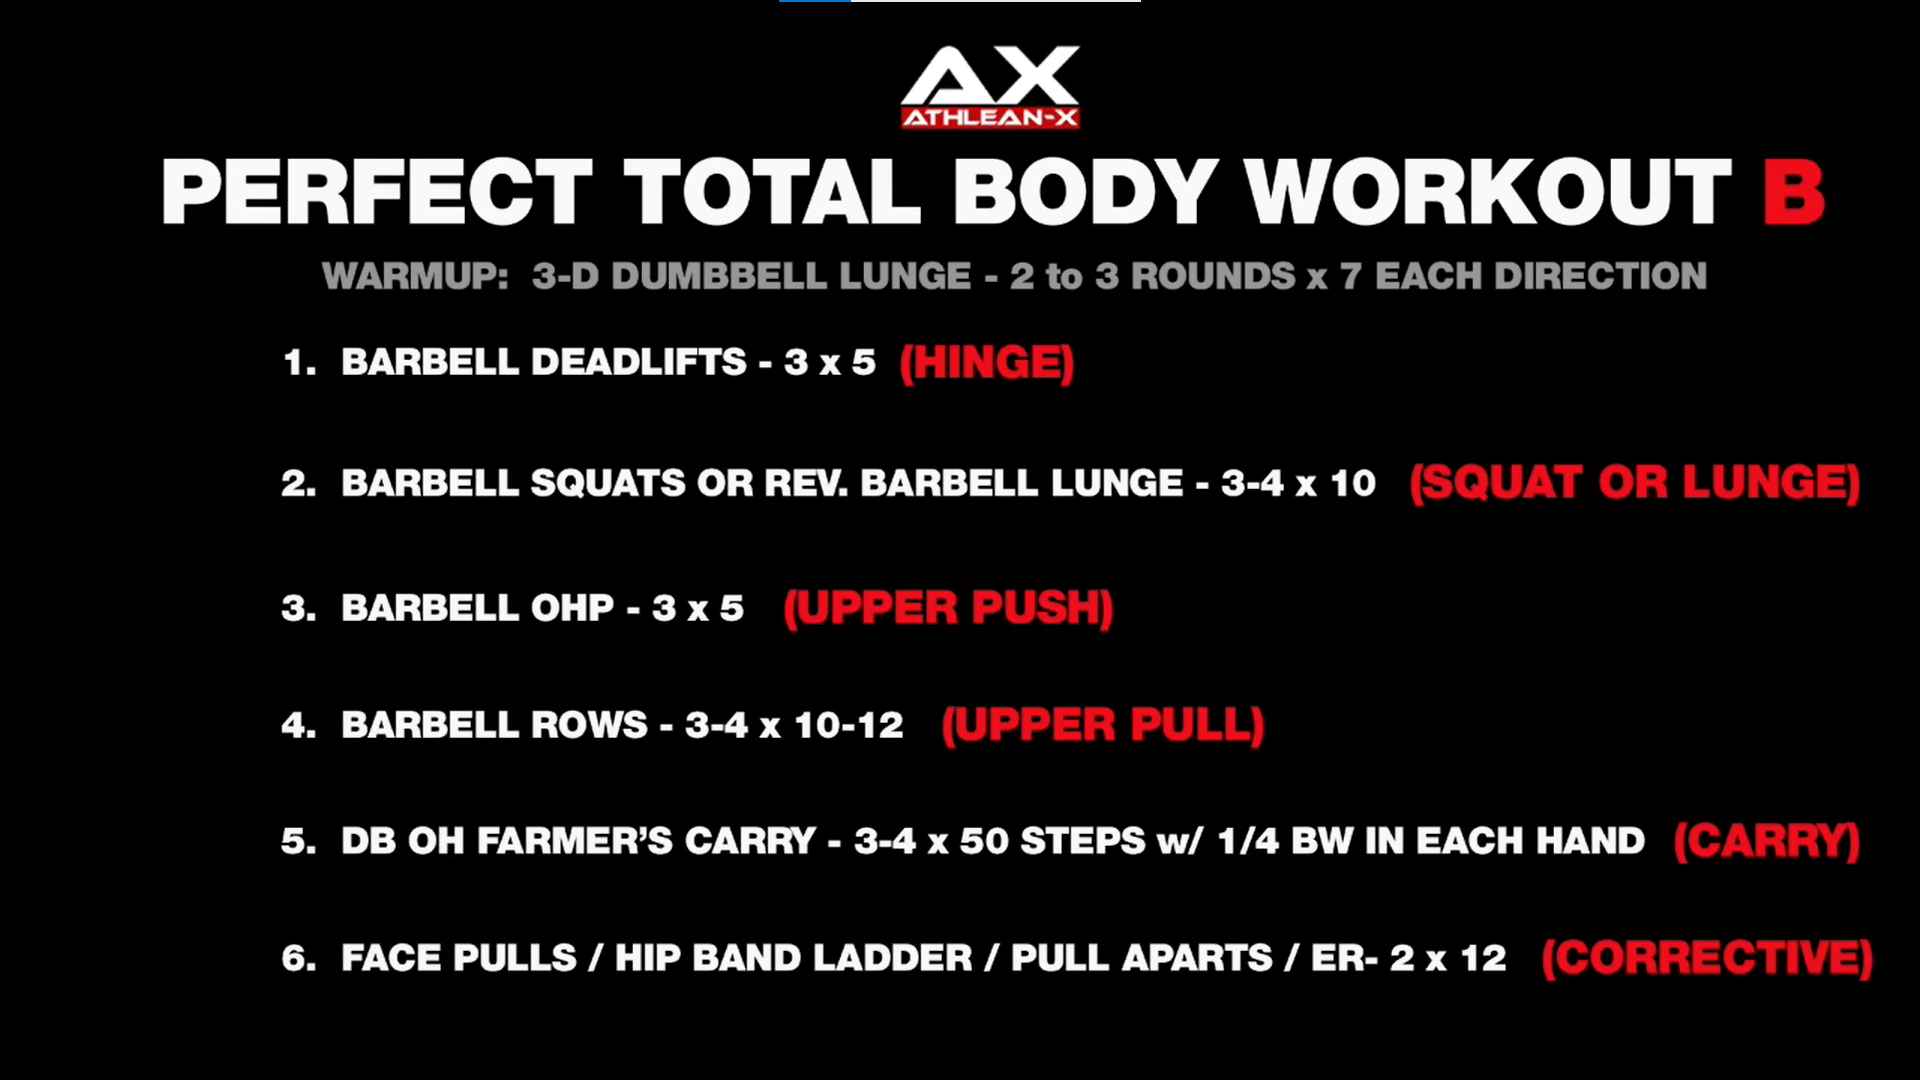 AX
ATHLEAN-X
PERFECT TOTAL BODY WORKOUT B
WARMUP: 3-D DUMBBELL LUNGE - 2 to 3 ROUNDS x 7 EACH DIRECTION
1. BARBELL DEADLIFTS - 3 x 5 (HINGE)
2. BARBELL SQUATS OR REV. BARBELL LUNGE - 3-4 x 10 (SQUAT OR LUNGE)
3. BARBELL OHP - 3 x 5 (UPPER PUSH)
4. BARBELL ROWS - 3-4 x 10-12 (UPPER PULL)
5. DB OH FARMER’S CARRY - 3-4 x 50 STEPS w/ 1/4 BW IN EACH HAND (CARRY)
6. FACE PULLS / HIP BAND LADDER / PULL APARTS / ER- 2 x 12 (CORRECTIVE)